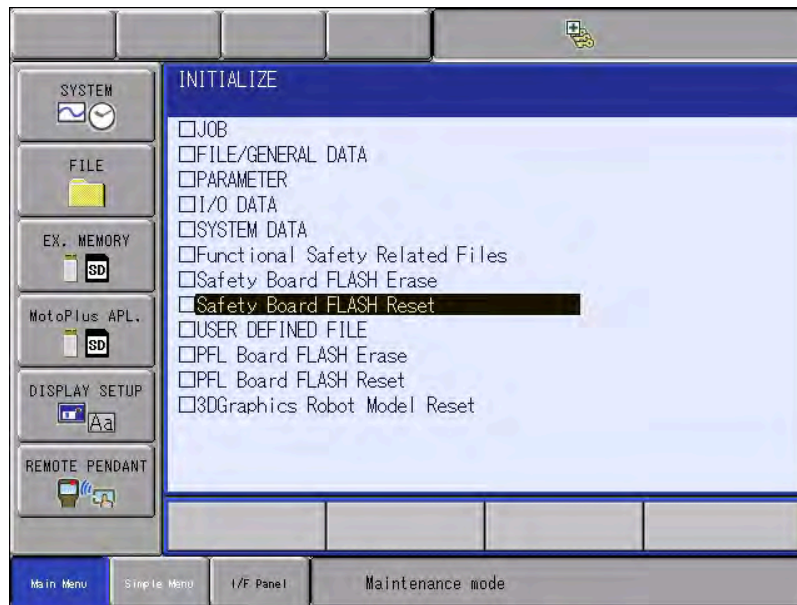 INITIALIZE
SYSTEM
FILE
EX. MEMORY
SD
MotoPlus APL.
SD
DISPLAY SETUP
Aa
REMOTE PENDANT
JOB
FILE/GENERAL DATA
PARAMETER
I/O DATA
SYSTEM DATA
Functional Safety Related Files
Safety Board FLASH Erase
Safety Board FLASH Reset
USER DEFINED FILE
PFL Board FLASH Erase
PFL Board FLASH Reset
3DGraphics Robot Model Reset
Main Menu
Simple Menu
I/F Panel
Maintenance mode